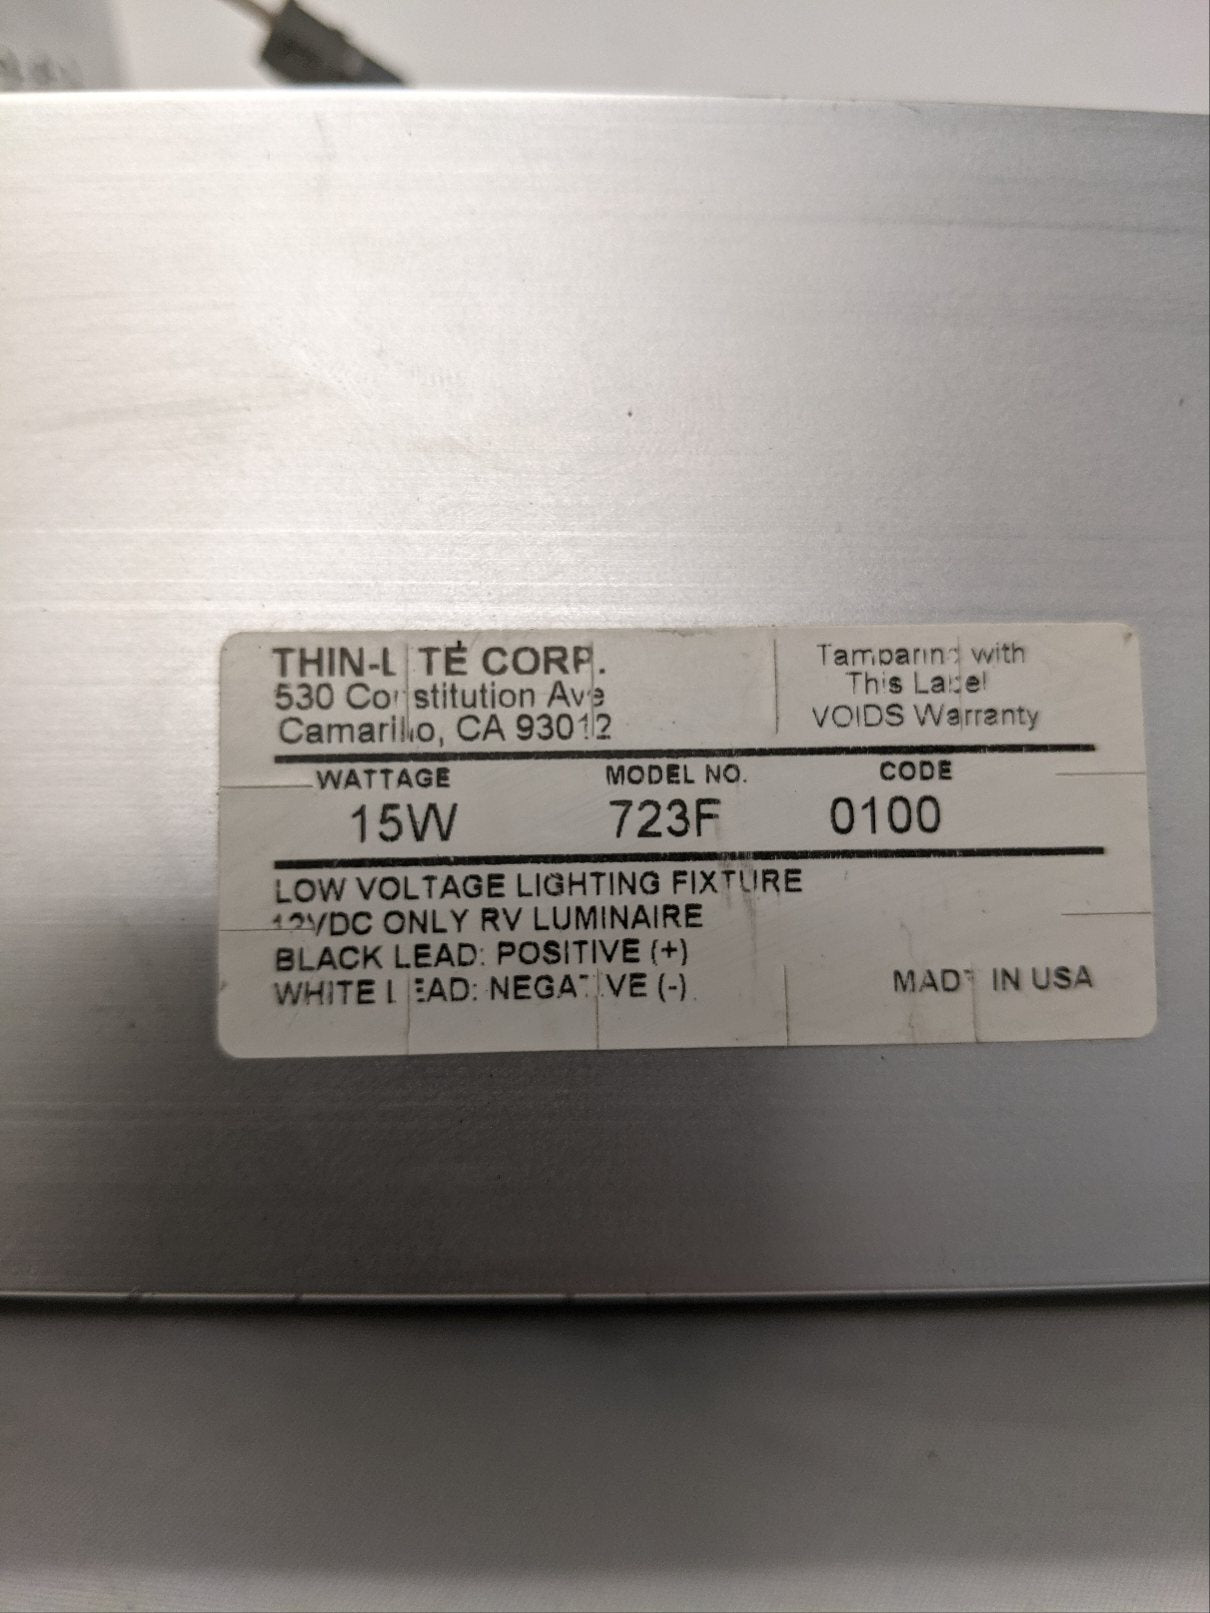 THIN-LITE CORP.
530 Constitution Ave
Camarillo, CA 93012
Tampering with
This Label
VOIDS Warranty
WATTAGE MODEL NO. CODE
15W 723F 0100
LOW VOLTAGE LIGHTING FIXTURE
12VDC ONLY RV LUMINAIRE
BLACK LEAD: POSITIVE (+)
WHITE LEAD: NEGATIVE (-)
MADE IN USA